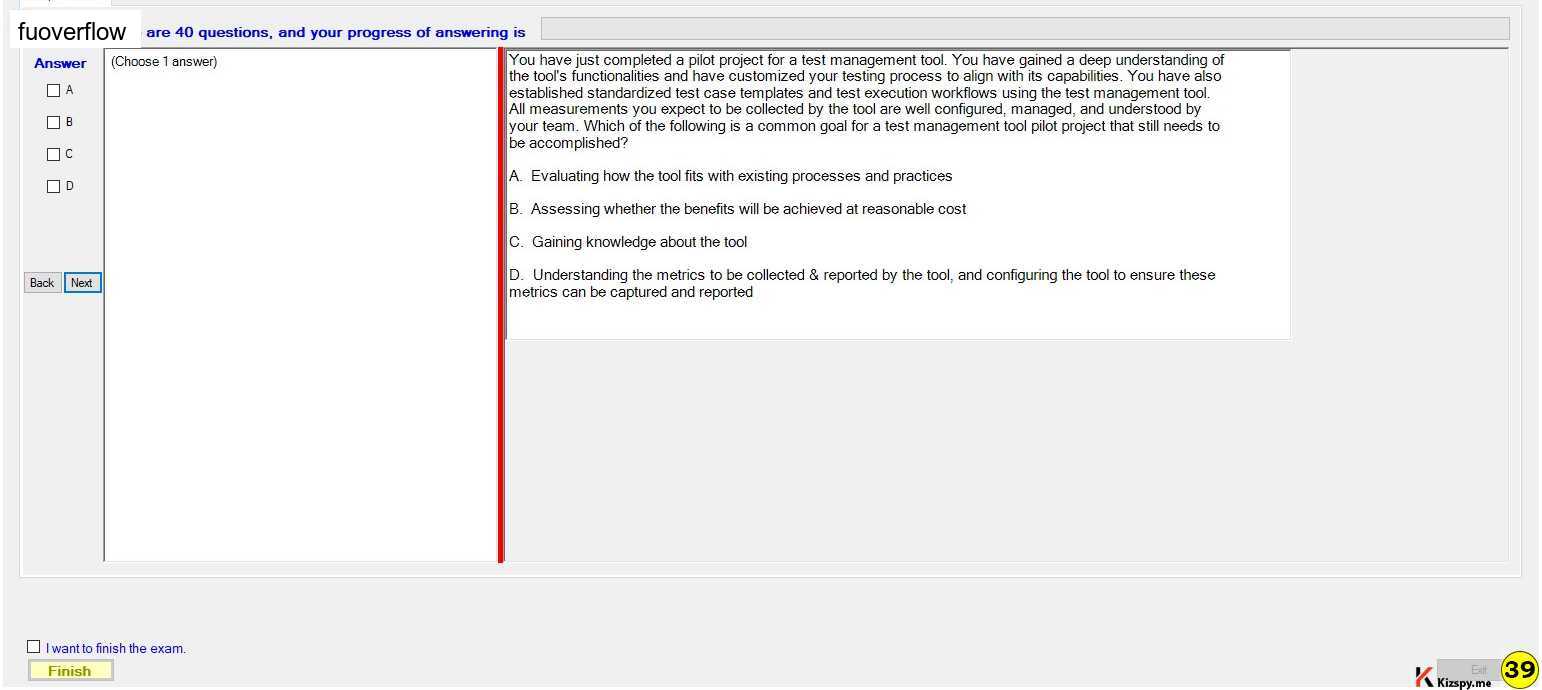 fuoverflow are 40 questions, and your progress of answering is
Answer
(Choose 1 answer)
A
B
C
D
Back Next
You have just completed a pilot project for a test management tool. You have gained a deep understanding of
the tool's functionalities and have customized your testing process to align with its capabilities. You have also
established standardized test case templates and test execution workflows using the test management tool.
All measurements you expect to be collected by the tool are well configured, managed, and understood by
your team. Which of the following is a common goal for a test management tool pilot project that still needs to
be accomplished?
A. Evaluating how the tool fits with existing processes and practices
B. Assessing whether the benefits will be achieved at reasonable cost
C. Gaining knowledge about the tool
D. Understanding the metrics to be collected & reported by the tool, and configuring the tool to ensure these
metrics can be captured and reported
I want to finish the exam.
Finish
Exit
Kizspy.me
39